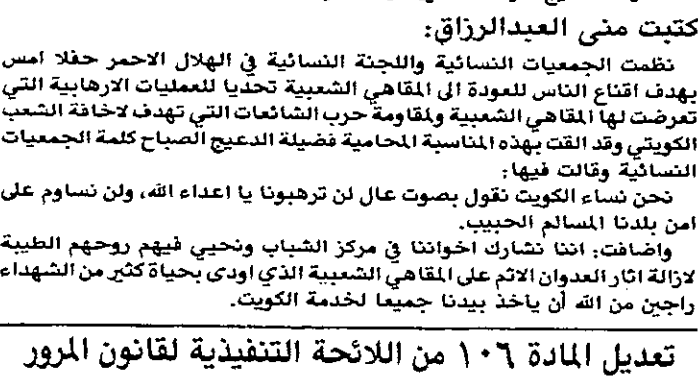 كتبت منى العبدالرزاق:
نظمت الجمعيات النسائية واللجنة النسائية في الهلال الاحمر حفلا امس
بهدف اقناع الناس للعودة الى المقاهي الشعبية تحديا للعمليات الارهابية التي
تعرضت لها المقاهي الشعبية ولمقاومة حرب الشائعات التي تهدف لاخافة الشعب
الكويتي وقد القت بهذه المناسبة المحامية فضيلة الدعيج الصباح كلمة الجمعيات
النسائية وقالت فيها:
نحن نساء الكويت نقول بصوت عال لن ترهبونا يا اعداء الله، ولن نساوم على
امن بلدنا المسالم الحبيب.
واضافت: اننا نشارك اخواننا في مركز الشباب ونحيي فيهم روحهم الطيبة
لازالة اثار العدوان الاثم على المقاهي الشعبية الذي اودى بحياة كثير من الشهداء
راجين من الله أن ياخذ بيدنا جميعا لخدمة الكويت.
تعديل المادة ١٠٦ من اللائحة التنفيذية لقانون المرور